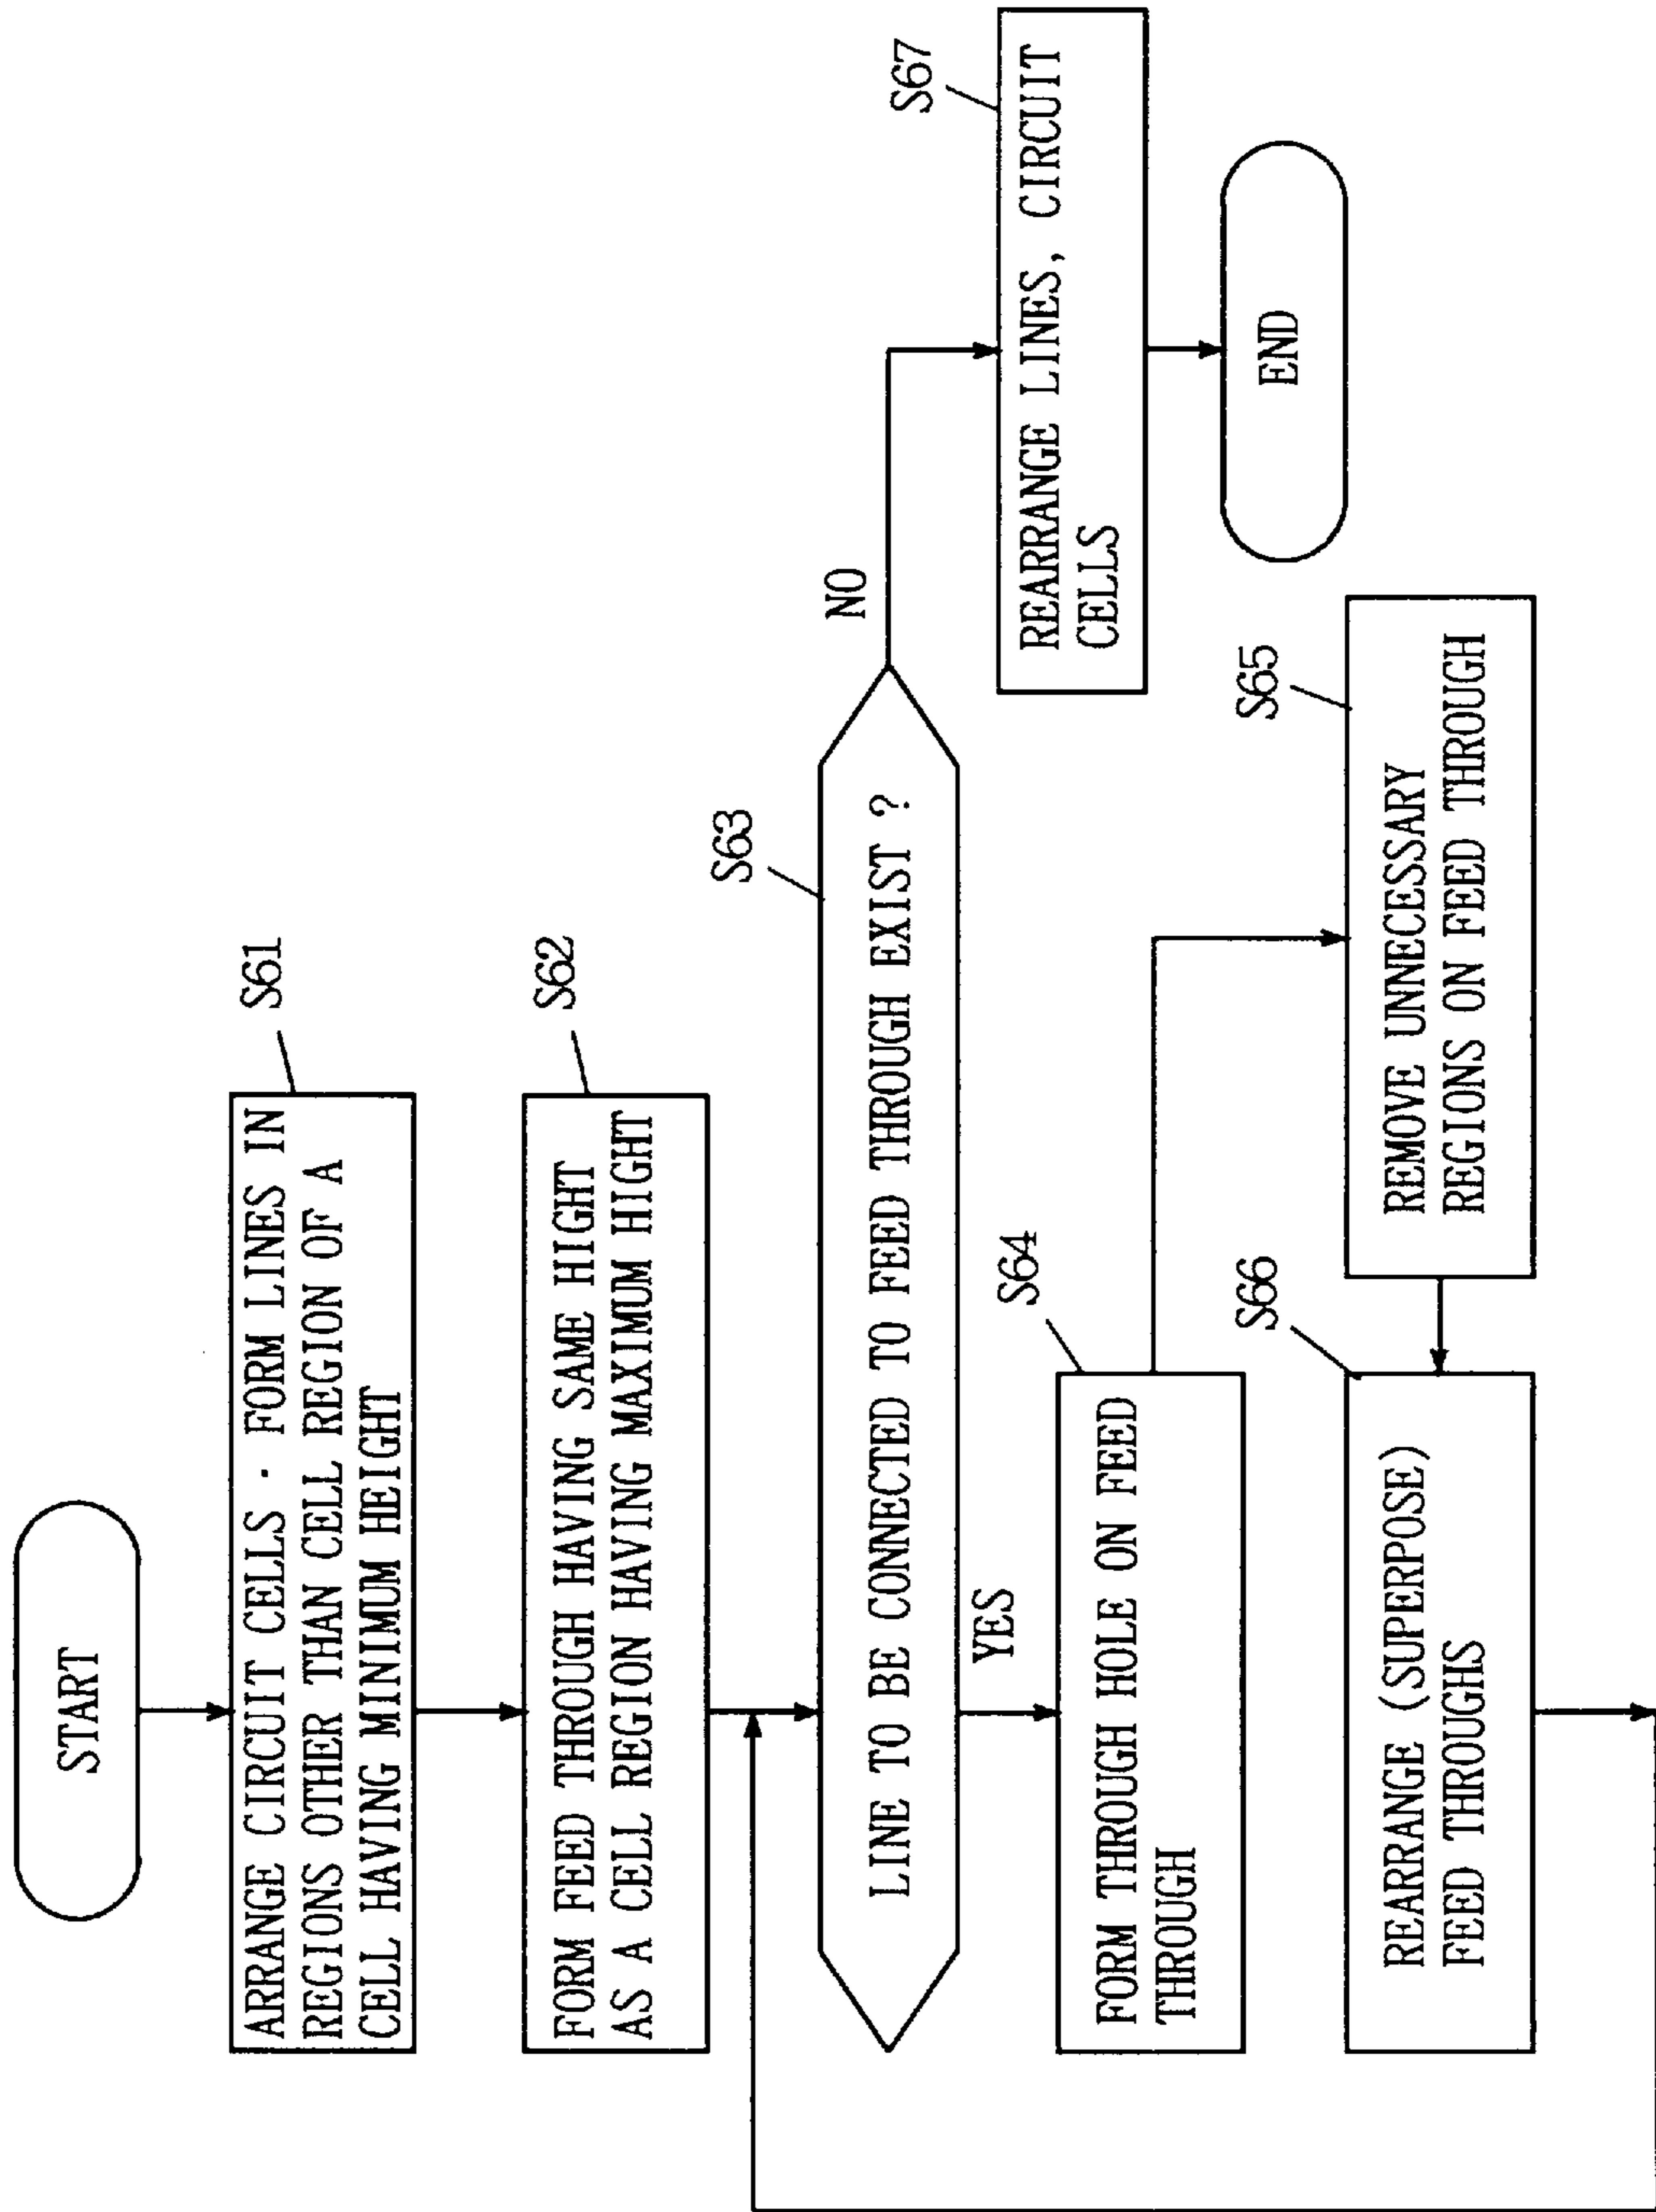 START
S61
ARRANGE CIRCUIT CELLS · FORM LINES IN
REGIONS OTHER THAN CELL REGION OF A
CELL HAVING MINIMUM HEIGHT
S62
FORM FEED THROUGH HAVING SAME HIGHT
AS A CELL REGION HAVING MAXIMUM HIGHT
S63
LINE TO BE CONNECTED TO FEED THROUGH EXIST ?
NO
YES
S67
REARRANGE LINES, CIRCUIT
CELLS
END
S64
FORM THROUGH HOLE ON FEED
THROUGH
S65
REMOVE UNNECESSARY
REGIONS ON FEED THROUGH
S66
REARRANGE (SUPERPOSE)
FEED THROUGHS